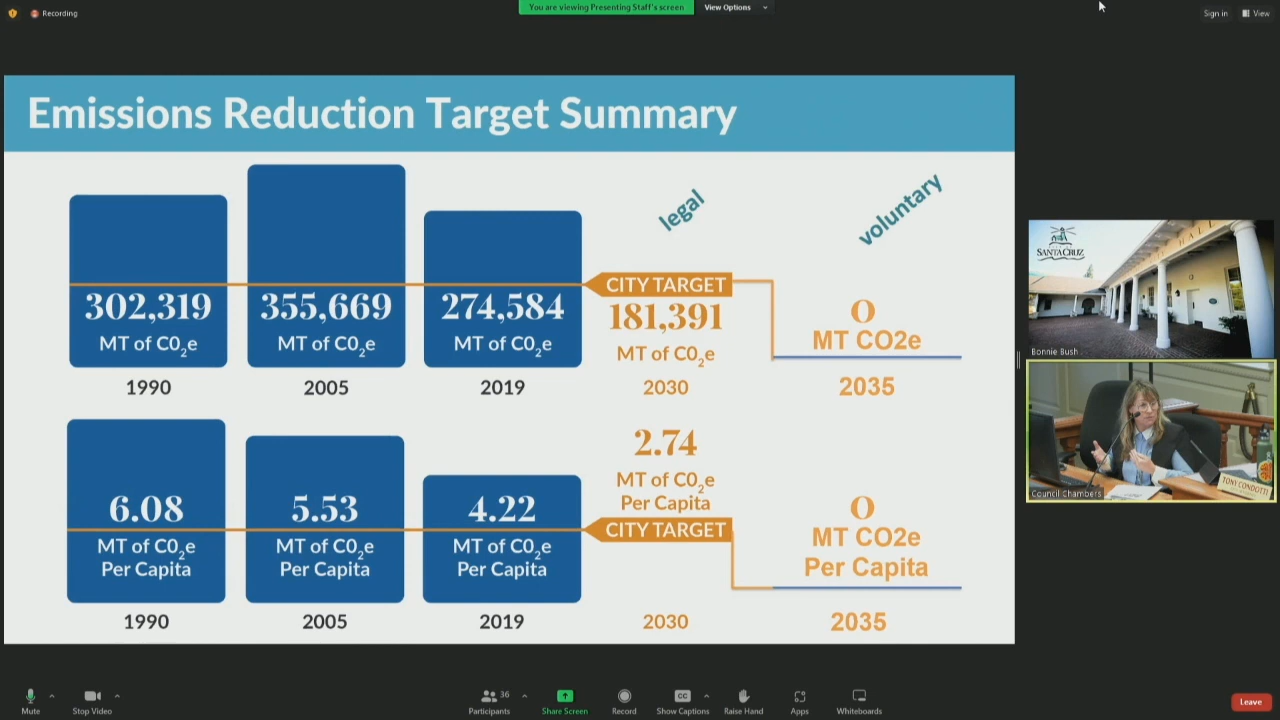 Recording
You are viewing Presenting Staff's screen
View Options
Sign in
View
Emissions Reduction Target Summary
legal
voluntary
CITY TARGET
302,319
MT of C0₂e
1990
355,669
MT of C0₂e
2005
274,584
MT of C0₂e
2019
181,391
MT of C0₂e
2030
0
MT CO2e
2035
6.08
MT of C0₂e
Per Capita
1990
5.53
MT of C0₂e
Per Capita
2005
4.22
MT of C0₂e
Per Capita
2019
2.74
MT of C0₂e
Per Capita
CITY TARGET
2030
0
MT CO2e
Per Capita
2035
SANTA CRUZ
HALL
Bonnie Bush
TONY CONDOTTI
Council Chambers
Mute
Stop Video
Participants
36
Share Screen
CC
Record
Show Captions
Raise Hand
Apps
Whiteboards
Leave